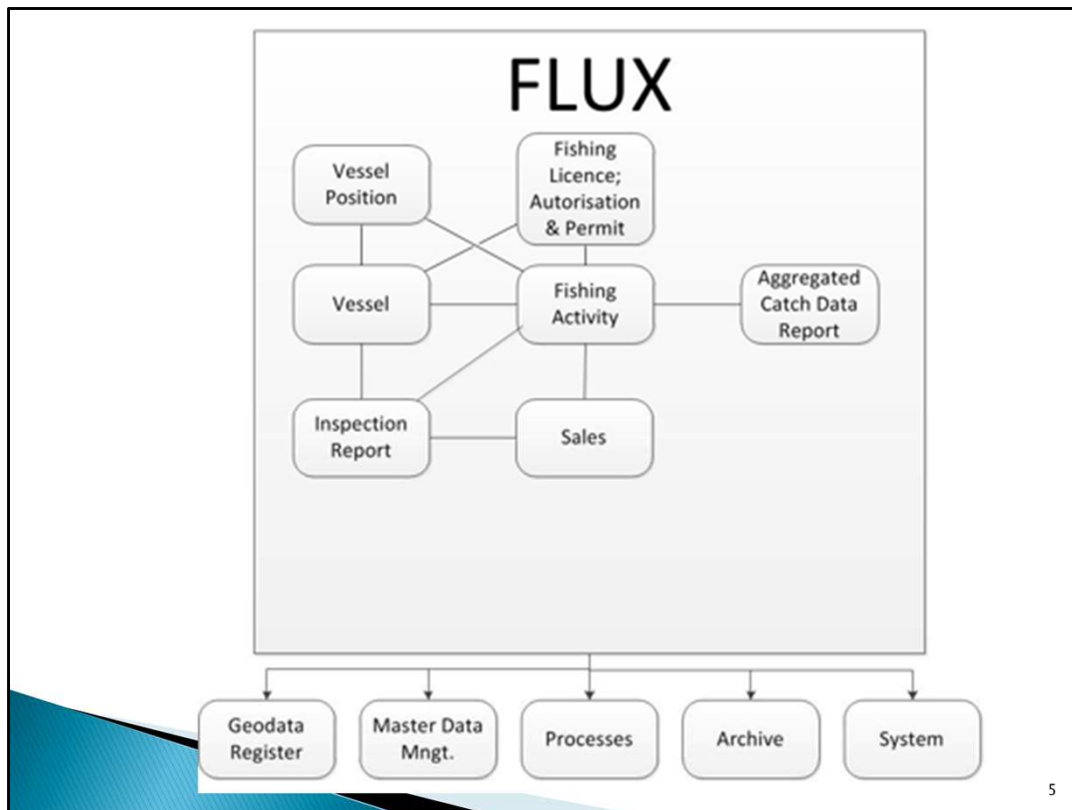 FLUX
Vessel
Position
Fishing
Licence;
Autorisation
& Permit
Vessel
Fishing
Activity
Aggregated
Catch Data
Report
Inspection
Report
Sales
Geodata
Register
Master Data
Mngt.
Processes
Archive
System
5